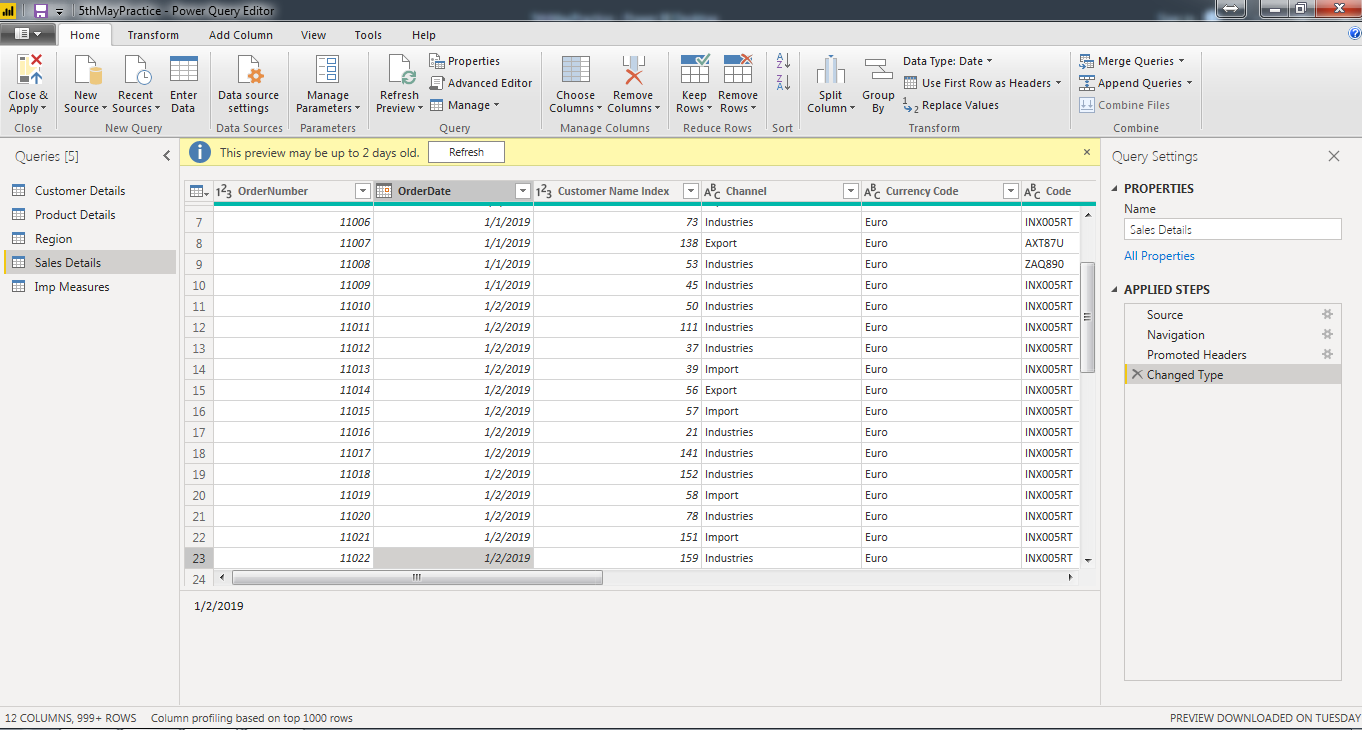 5thMayPractice - Power Query Editor
Home Transform Add Column View Tools Help
Close & Apply
New Source
Recent Sources
Enter Data
Data source settings
Manage Parameters
Refresh Preview
Properties
Advanced Editor
Manage
Choose Columns
Remove Columns
Keep Rows
Remove Rows
Split Column
Group By
Data Type: Date
Use First Row as Headers
Replace Values
Merge Queries
Append Queries
Combine Files
Close New Query Data Sources Parameters Query Manage Columns Reduce Rows Sort Transform Combine
Queries [5]
Customer Details
Product Details
Region
Sales Details
Imp Measures
This preview may be up to 2 days old. Refresh
OrderNumber OrderDate Customer Name Index Channel Currency Code Code
7 11006 1/1/2019 73 Industries Euro INX005RT
8 11007 1/1/2019 138 Export Euro AXT87U
9 11008 1/1/2019 53 Industries Euro ZAQ890
10 11009 1/1/2019 45 Industries Euro INX005RT
11 11010 1/2/2019 50 Industries Euro INX005RT
12 11011 1/2/2019 111 Industries Euro INX005RT
13 11012 1/2/2019 37 Industries Euro INX005RT
14 11013 1/2/2019 39 Import Euro INX005RT
15 11014 1/2/2019 56 Export Euro INX005RT
16 11015 1/2/2019 57 Import Euro INX005RT
17 11016 1/2/2019 21 Industries Euro INX005RT
18 11017 1/2/2019 141 Industries Euro INX005RT
19 11018 1/2/2019 152 Industries Euro INX005RT
20 11019 1/2/2019 58 Import Euro INX005RT
21 11020 1/2/2019 78 Industries Euro INX005RT
22 11021 1/2/2019 151 Import Euro INX005RT
23 11022 1/2/2019 159 Industries Euro INX005RT
24
1/2/2019
Query Settings
PROPERTIES
Name
Sales Details
All Properties
APPLIED STEPS
Source
Navigation
Promoted Headers
Changed Type
12 COLUMNS, 999+ ROWS Column profiling based on top 1000 rows
PREVIEW DOWNLOADED ON TUESDAY